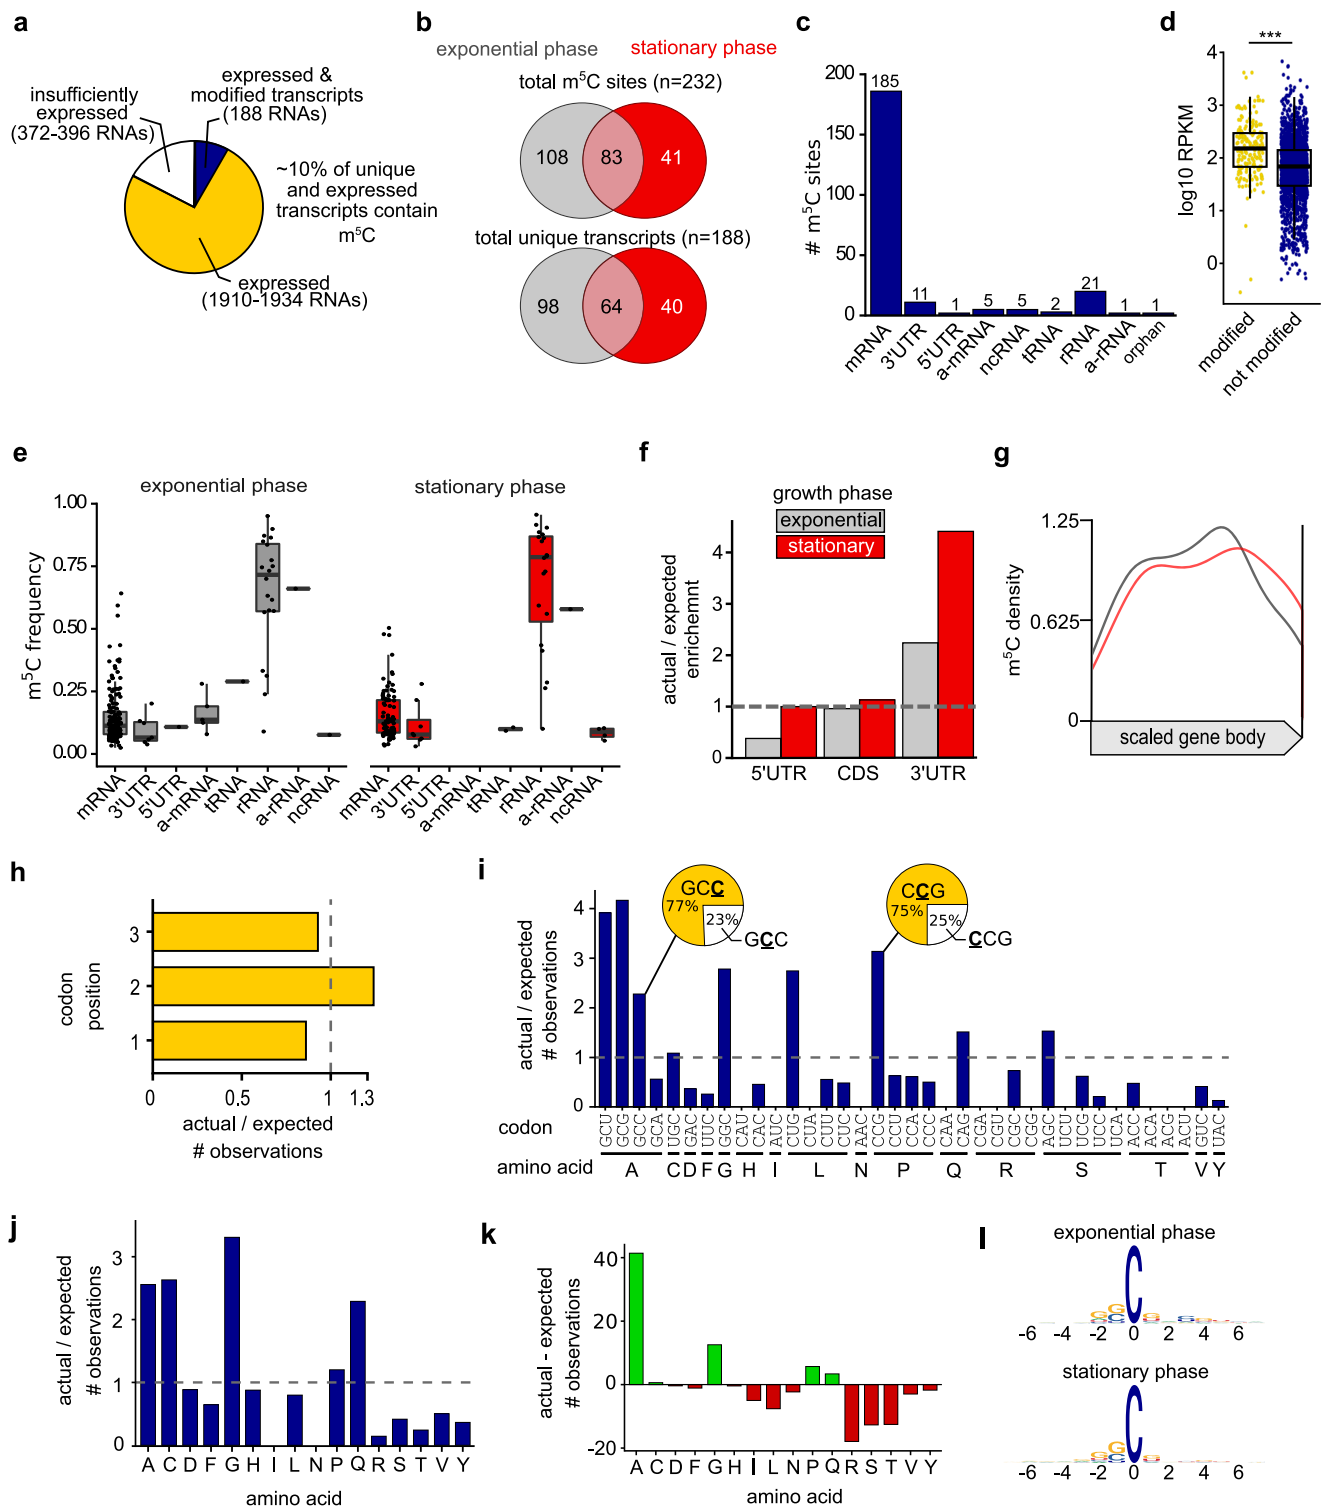 a
expressed &
modified transcripts
(188 RNAs)
insufficiently
expressed
(372-396 RNAs)
~10% of unique
and expressed
transcripts contain
m⁵C
expressed
(1910-1934 RNAs)
b
exponential phase stationary phase
total m⁵C sites (n=232)
108 83 41
total unique transcripts (n=188)
98 64 40
c
# m⁵C sites
200
150
100
50
0
185 11 1 5 5 2 21 1 1
mRNA 3'UTR 5'UTR a-mRNA ncRNA tRNA rRNA a-rRNA orphan
d
***
log10 RPKM
4
3
2
1
0
modified not modified
e
exponential phase stationary phase
m⁵C frequency
1.00
0.75
0.50
0.25
0.00
mRNA 3'UTR 5'UTR a-mRNA tRNA rRNA a-rRNA ncRNA
mRNA 3'UTR 5'UTR a-mRNA tRNA rRNA a-rRNA ncRNA
f
growth phase
exponential
stationary
actual / expected
enrichemnt
4
3
2
1
0
5'UTR CDS 3'UTR
g
m⁵C density
1.25
0.625
0
scaled gene body
h
codon
position
3
2
1
0 0.5 1 1.3
actual / expected
# observations
i
actual / expected
# observations
4
3
2
1
0
GCC
77%
23%
GCC
CCG
75% 25%
CCG
codon
GCU GCG GCC GCA UGC GAC UUC GGC CAU CAC AUC CUG CUA CUU CUC AAC CCG CCU CCA CCC CAA CAG CGA CGU CGC CGG AGC UCU UCG UCC UCA ACC ACA ACG ACU GUC UAC
amino acid
A C D F G H I L N P Q R S T V Y
j
actual / expected
# observations
3
2
1
0
A C D F G H I L N P Q R S T V Y
amino acid
k
actual - expected
# observations
40
20
0
-20
A C D F G H I L N P Q R S T V Y
amino acid
l
exponential phase
C
-6 -4 -2 0 2 4 6
stationary phase
C
-6 -4 -2 0 2 4 6